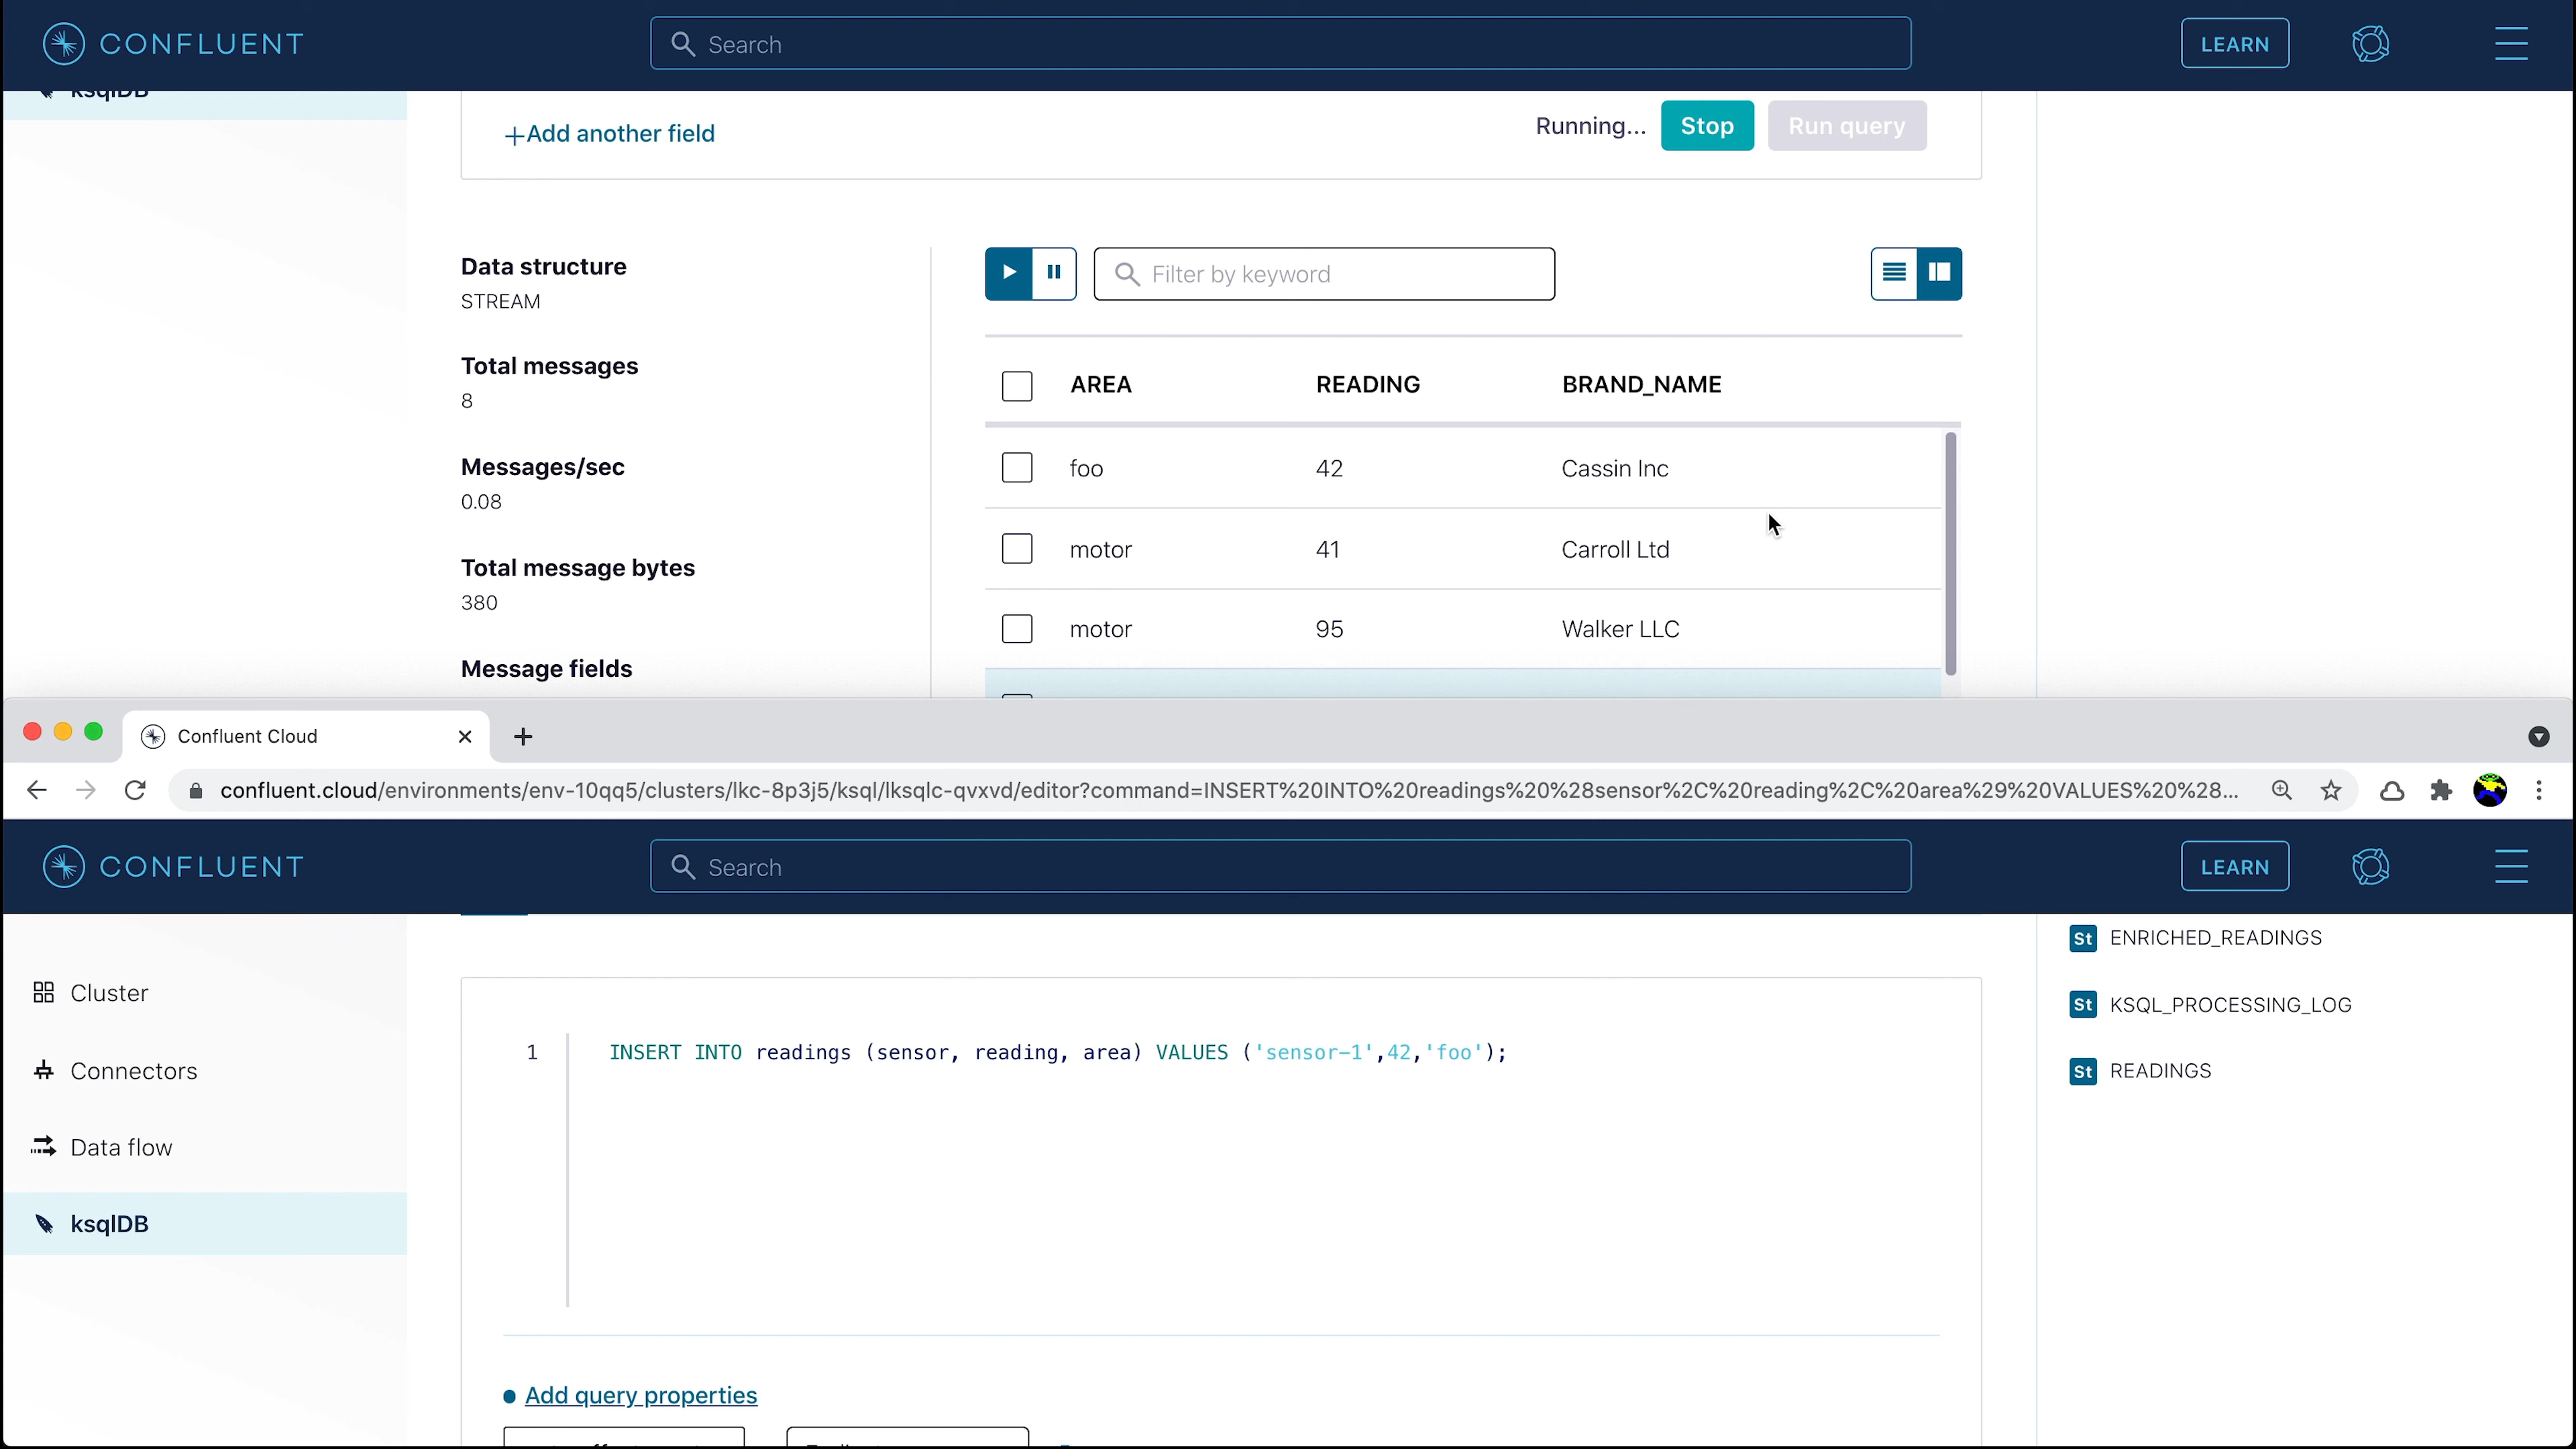 CONFLUENT
Search
LEARN
ksqlDB
Add another field
Running...
Stop
Run query
Data structure
STREAM
Total messages
8
Messages/sec
0.08
Total message bytes
380
Message fields
Filter by keyword
AREA READING BRAND_NAME
foo 42 Cassin Inc
motor 41 Carroll Ltd
motor 95 Walker LLC
Confluent Cloud
confluent.cloud/environments/env-10qq5/clusters/lkc-8p3j5/ksql/lksqlc-qvxvd/editor?command=INSERT%20INTO%20readings%20%28sensor%2C%20reading%2C%20area%29%20VALUES%20%28...
CONFLUENT
Search
LEARN
Cluster
Connectors
Data flow
ksqlDB
1 INSERT INTO readings (sensor, reading, area) VALUES ('sensor-1',42,'foo');
Add query properties
St ENRICHED_READINGS
St KSQL_PROCESSING_LOG
St READINGS